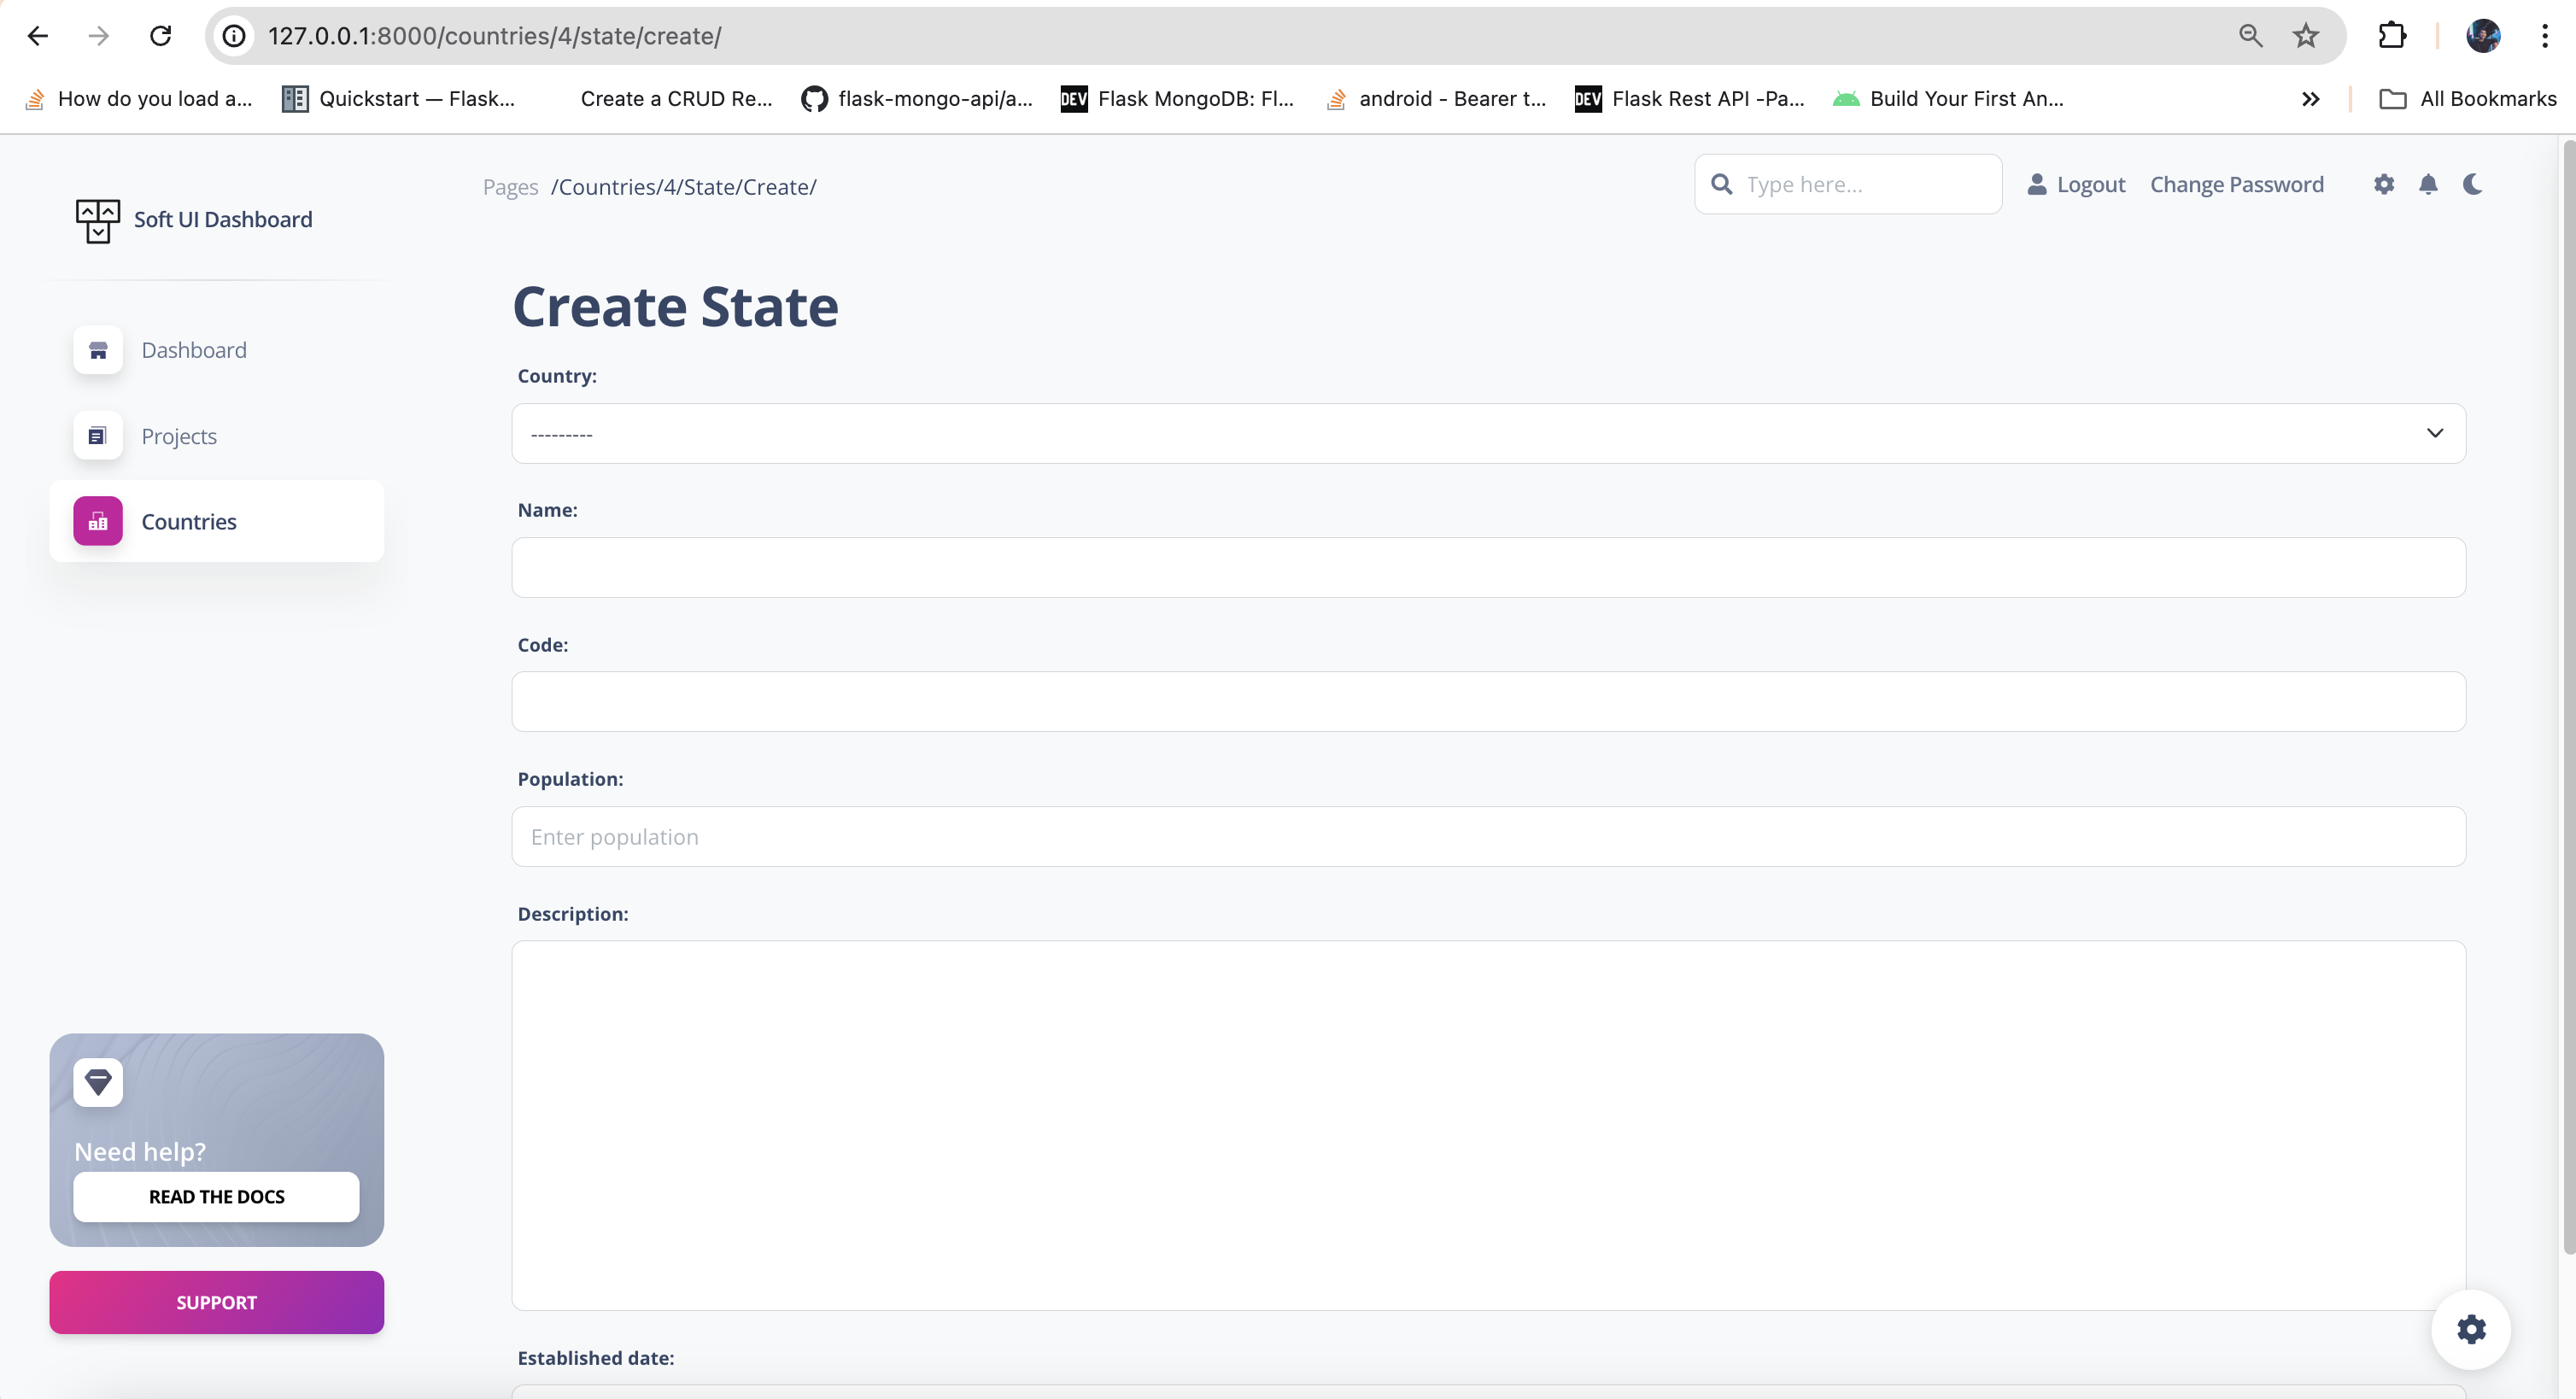 127.0.0.1:8000/countries/4/state/create/
How do you load a...
Quickstart — Flask...
Create a CRUD Re...
flask-mongo-api/a...
DEV
Flask MongoDB: Fl...
android - Bearer t...
DEV
Flask Rest API -Pa...
Build Your First An...
All Bookmarks
Soft UI Dashboard
Pages /Countries/4/State/Create/
Type here...
Logout
Change Password
Dashboard
Projects
Countries
Create State
Country:
---------
Name:
Code:
Population:
Enter population
Description:
Established date:
Need help?
READ THE DOCS
SUPPORT